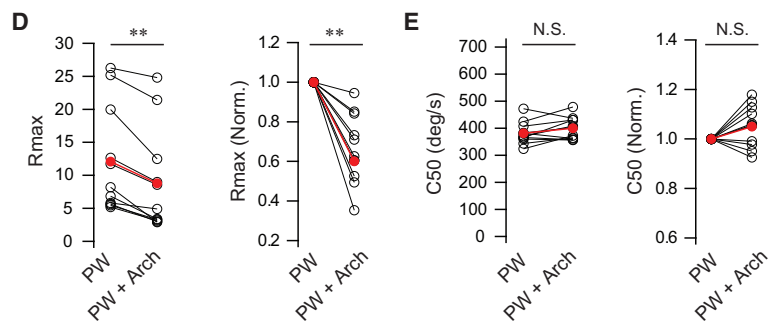 D
**
Rmax
30
25
20
15
10
5
0
PW
PW + Arch
**
Rmax (Norm.)
1.2
1.0
0.8
0.6
0.4
0.2
PW
PW + Arch
E
N.S.
C50 (deg/s)
700
600
500
400
300
200
100
0
PW
PW + Arch
N.S.
C50 (Norm.)
1.4
1.2
1.0
0.8
0.6
PW
PW + Arch